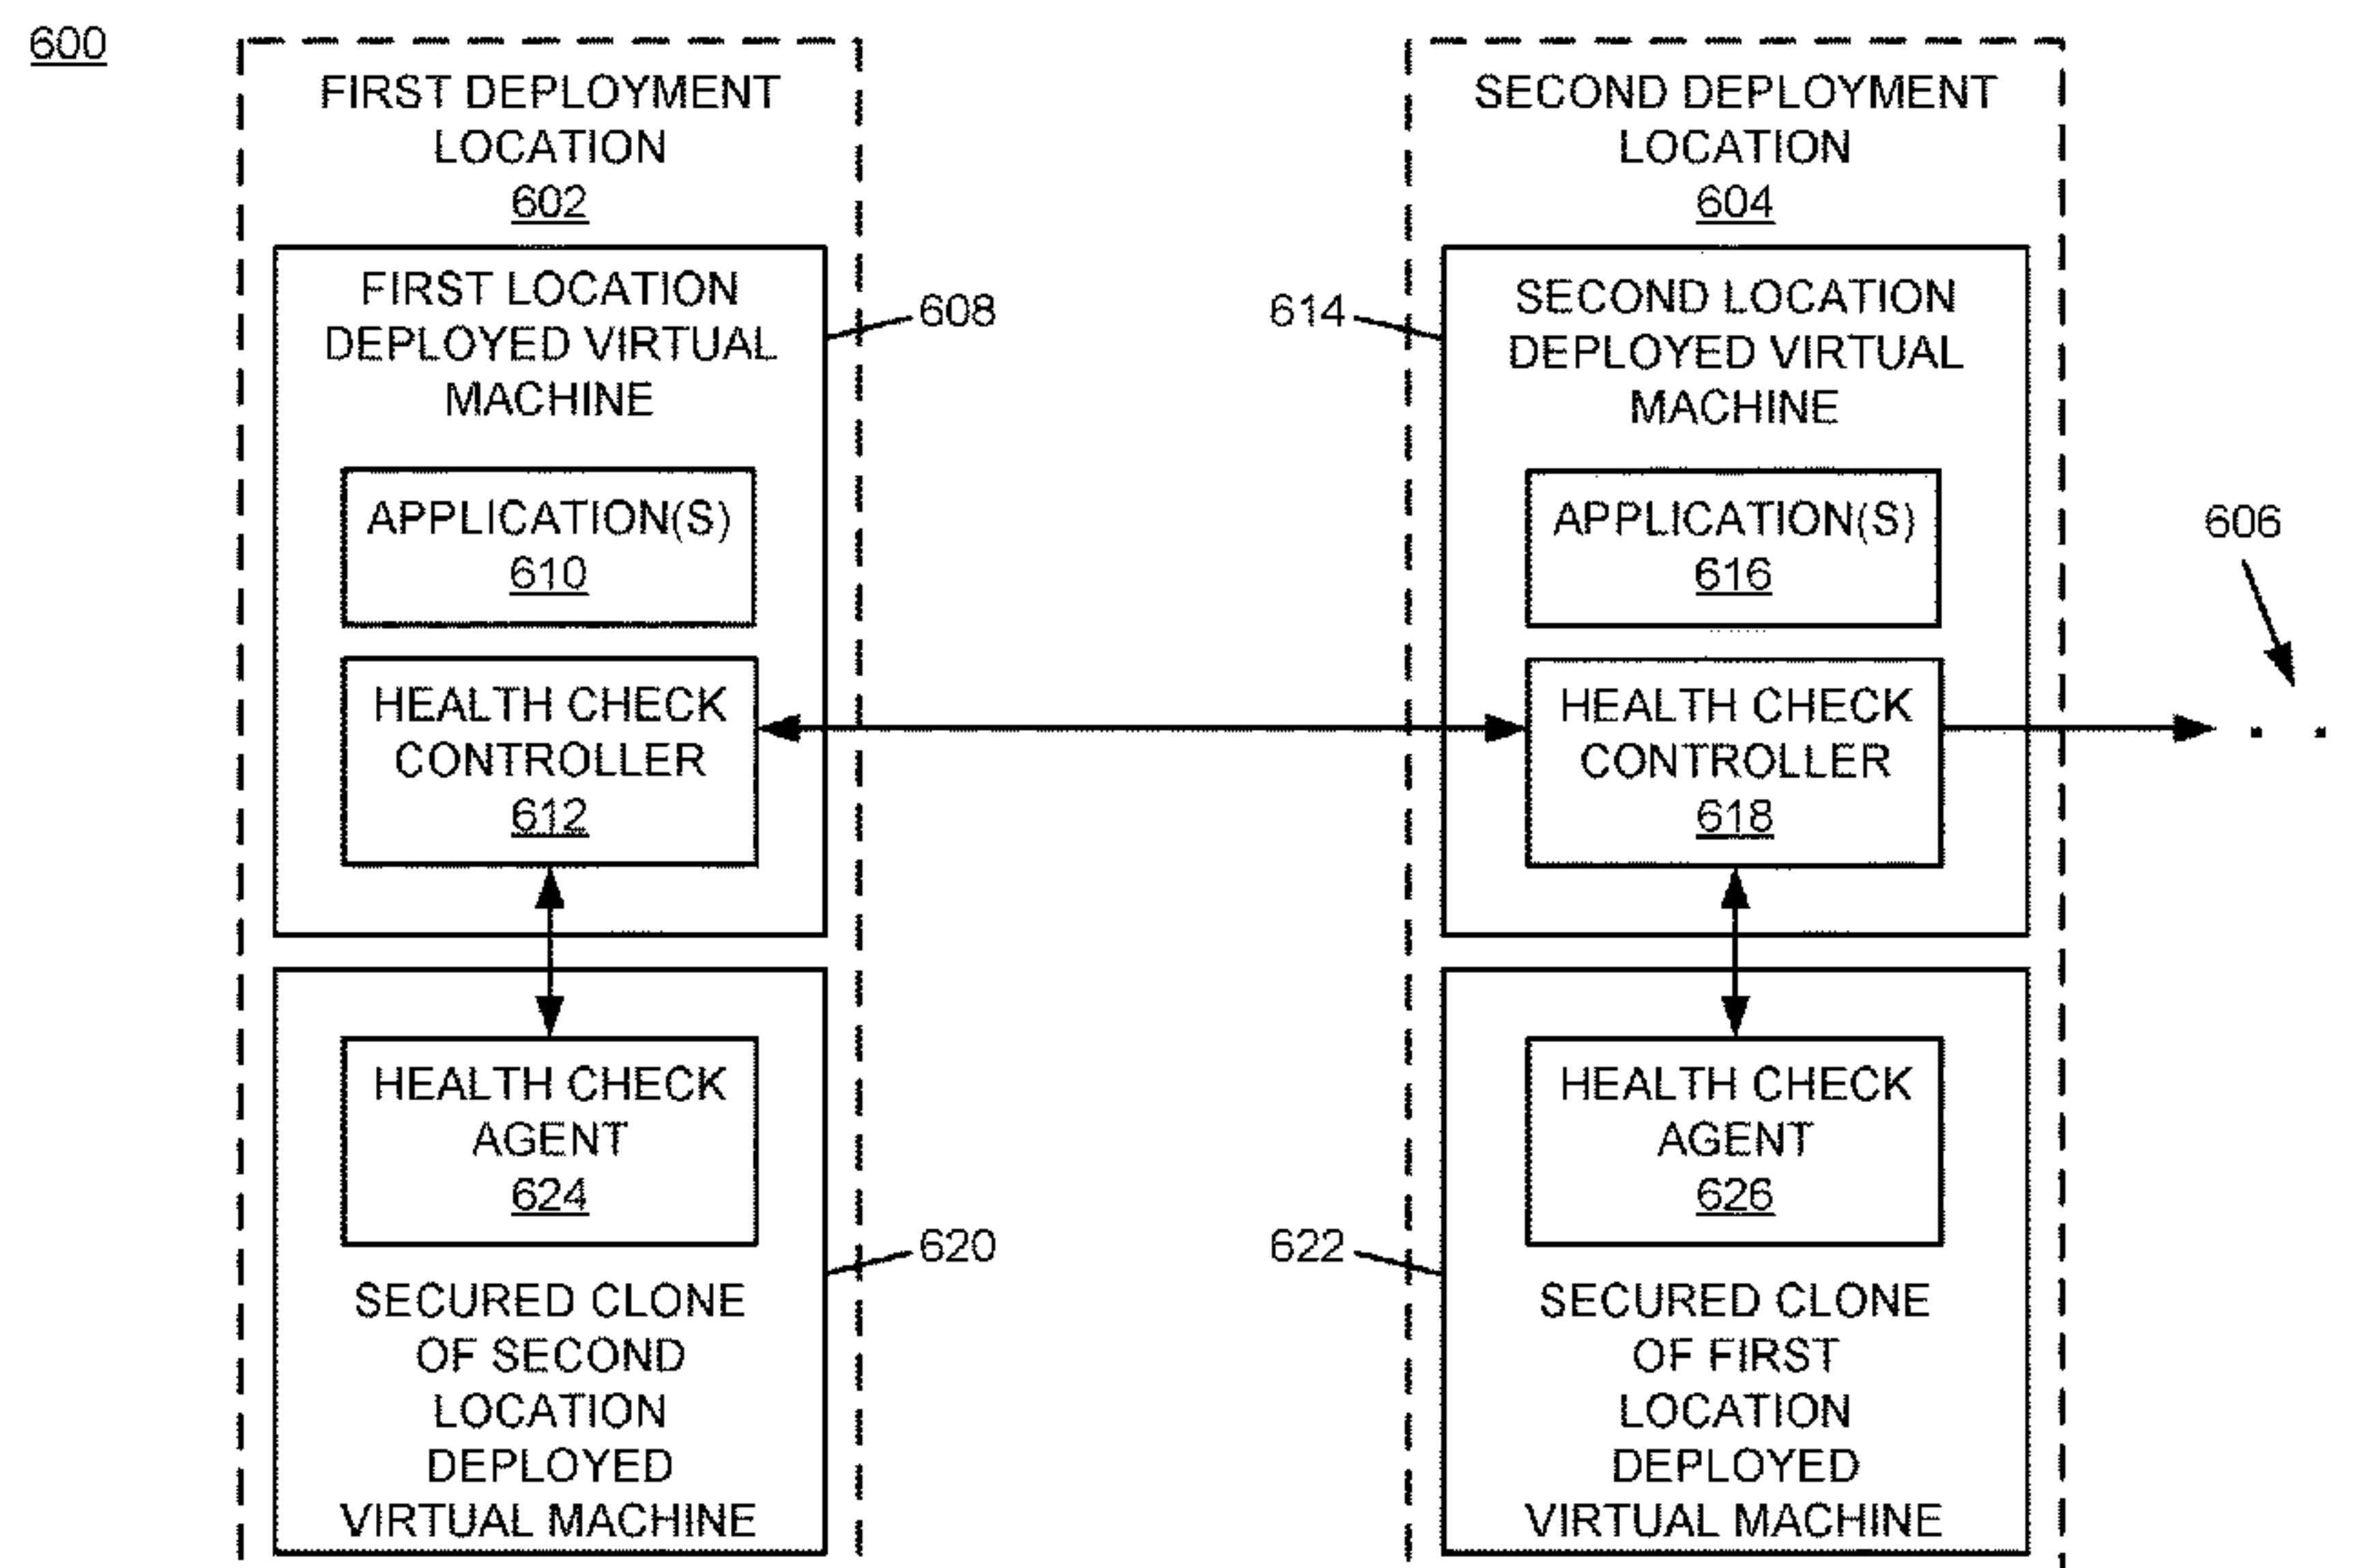 600
FIRST DEPLOYMENT
LOCATION
602
FIRST LOCATION
DEPLOYED VIRTUAL
MACHINE
608
APPLICATION(S)
610
HEALTH CHECK
CONTROLLER
612
HEALTH CHECK
AGENT
624
620
SECURED CLONE
OF SECOND
LOCATION
DEPLOYED
VIRTUAL MACHINE
SECOND DEPLOYMENT
LOCATION
604
614
SECOND LOCATION
DEPLOYED VIRTUAL
MACHINE
APPLICATION(S)
616
606
HEALTH CHECK
CONTROLLER
618
. .
HEALTH CHECK
AGENT
626
622
SECURED CLONE
OF FIRST
LOCATION
DEPLOYED
VIRTUAL MACHINE